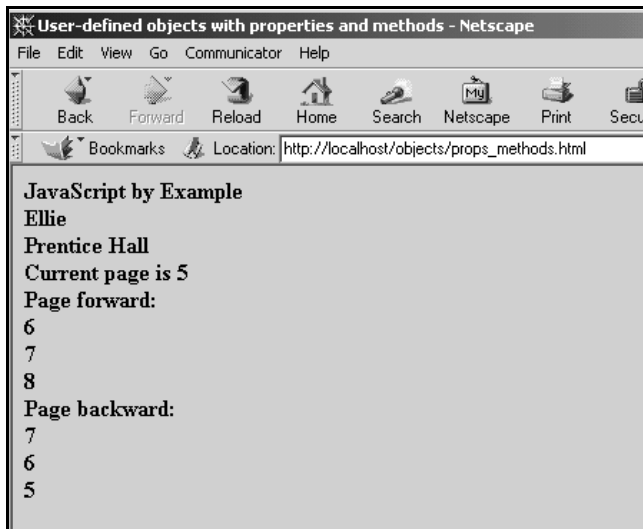 User-defined objects with properties and methods - Netscape
File Edit View Go Communicator Help
Back Forward Reload Home Search Netscape Print Secu
Bookmarks Location: http://localhost/objects/props_methods.html
JavaScript by Example
Ellie
Prentice Hall
Current page is 5
Page forward:
6
7
8
Page backward:
7
6
5